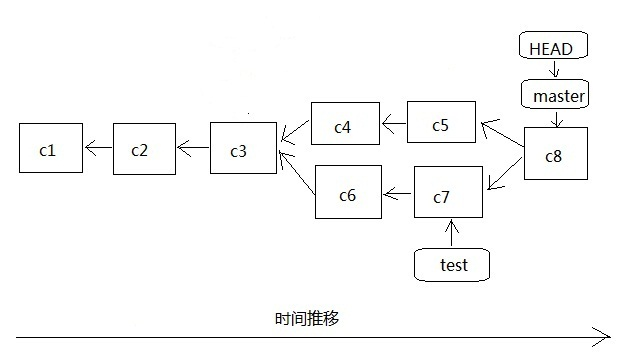 HEAD
master
c4
c5
c1
c2
c3
c8
c6
c7
test
时间推移